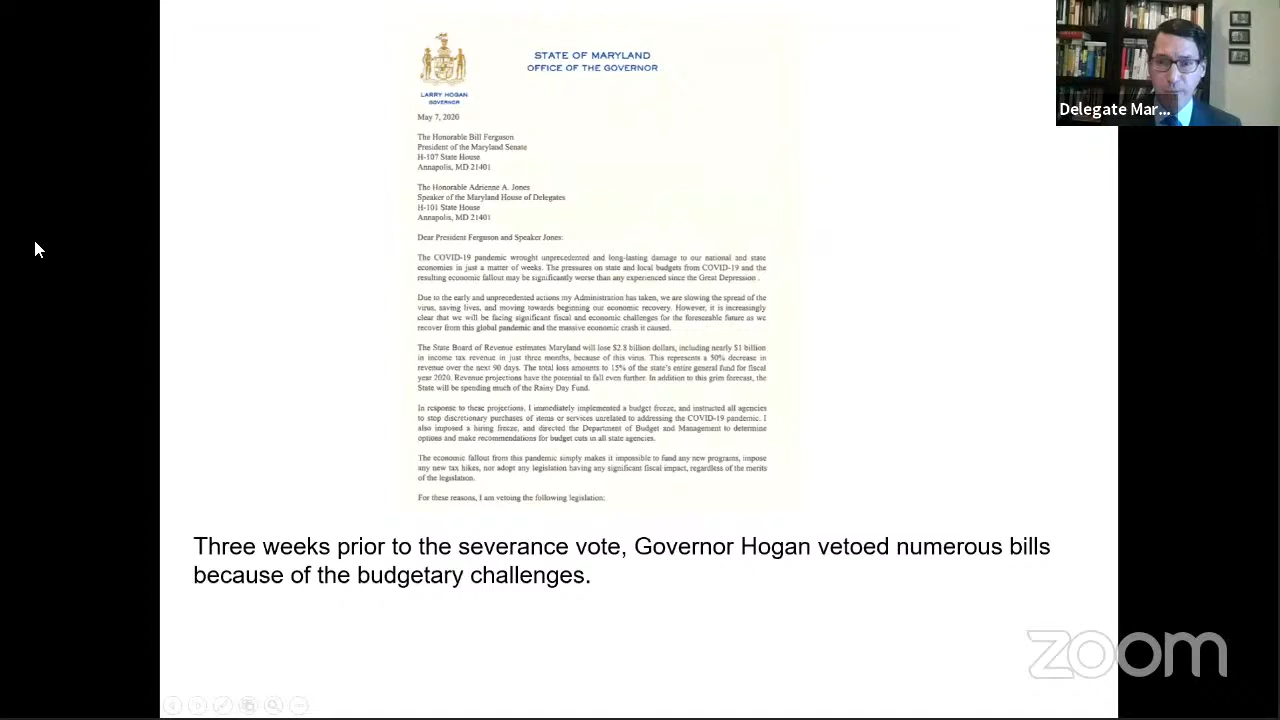 STATE OF MARYLAND
OFFICE OF THE GOVERNOR
LARRY HOGAN
GOVERNOR
May 7, 2020
The Honorable Bill Ferguson
President of the Maryland Senate
H-107 State House
Annapolis, MD 21401
The Honorable Adrienne A. Jones
Speaker of the Maryland House of Delegates
H-101 State House
Annapolis, MD 21401
Dear President Ferguson and Speaker Jones:
The COVID-19 pandemic wrought unprecedented and long-lasting damage to our national and state
economies in just a matter of weeks. The pressures on state and local budgets from COVID-19 and the
resulting economic fallout may be significantly worse than any experienced since the Great Depression .
Due to the early and unprecedented actions my Administration has taken, we are slowing the spread of the
virus, saving lives, and moving towards beginning our economic recovery. However, it is increasingly
clear that we will be facing significant fiscal and economic challenges for the foreseeable future as we
recover from this global pandemic and the massive economic crash it caused.
The State Board of Revenue estimates Maryland will lose $2.8 billion dollars, including nearly $1 billion
in income tax revenue in just three months, because of this virus. This represents a 50% decrease in
revenue over the next 90 days. The total loss amounts to 15% of the state's entire general fund for fiscal
year 2020. Revenue projections have the potential to fall even further. In addition to this grim forecast, the
State will be spending much of the Rainy Day Fund.
In response to these projections, I immediately implemented a budget freeze, and instructed all agencies
to stop discretionary purchases of items or services unrelated to addressing the COVID-19 pandemic. I
also imposed a hiring freeze, and directed the Department of Budget and Management to determine
options and make recommendations for budget cuts in all state agencies.
The economic fallout from this pandemic simply makes it impossible to fund any new programs, impose
any new tax hikes, nor adopt any legislation having any significant fiscal impact, regardless of the merits
of the legislation.
For these reasons, I am vetoing the following legislation:
Three weeks prior to the severance vote, Governor Hogan vetoed numerous bills
because of the budgetary challenges.
Delegate Mar...
zoom